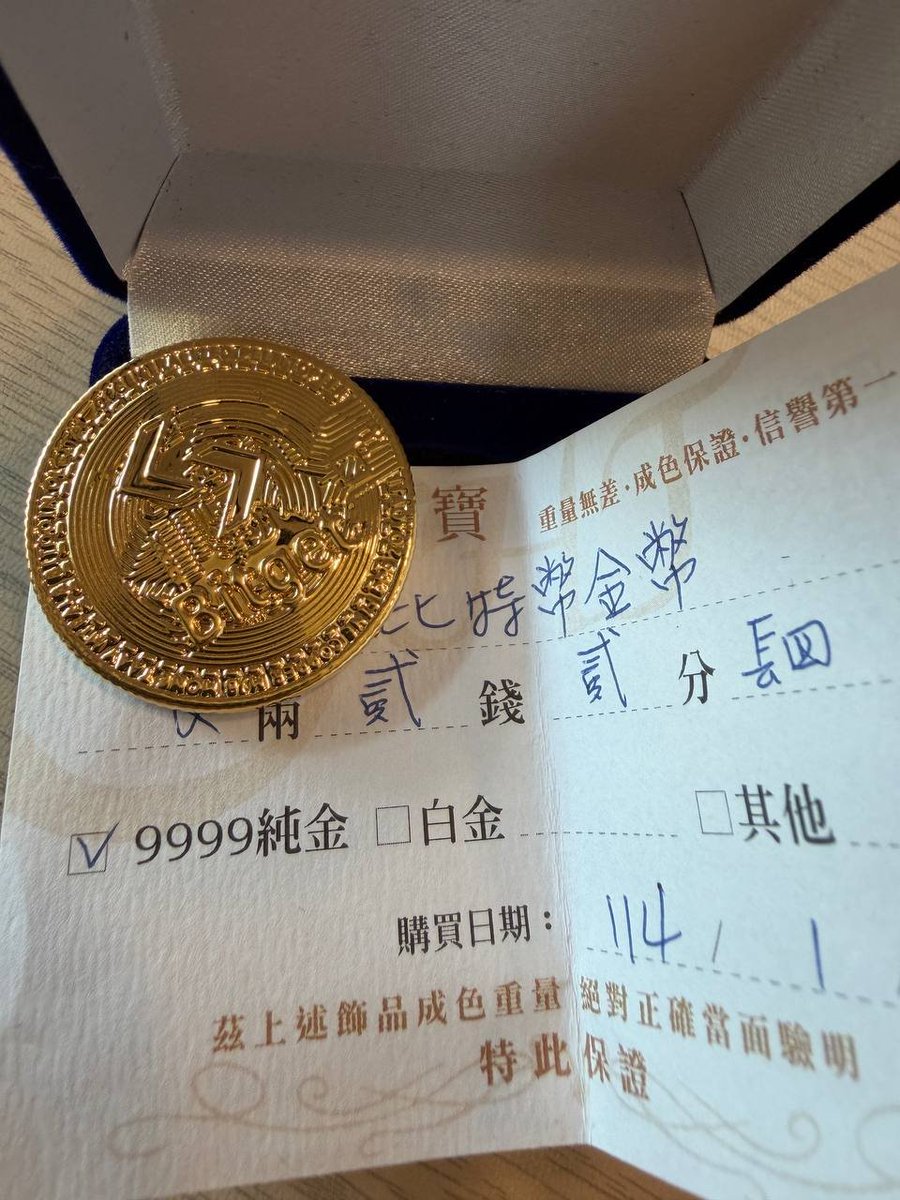 Bitget
寶 重量無差·成色保證·信譽第一
比特幣金幣
兩 貳 錢 貳 分
9999純金 白金 其他
購買日期: 114 / 1
茲上述飾品成色重量 絕對正確當面驗明
特此保證